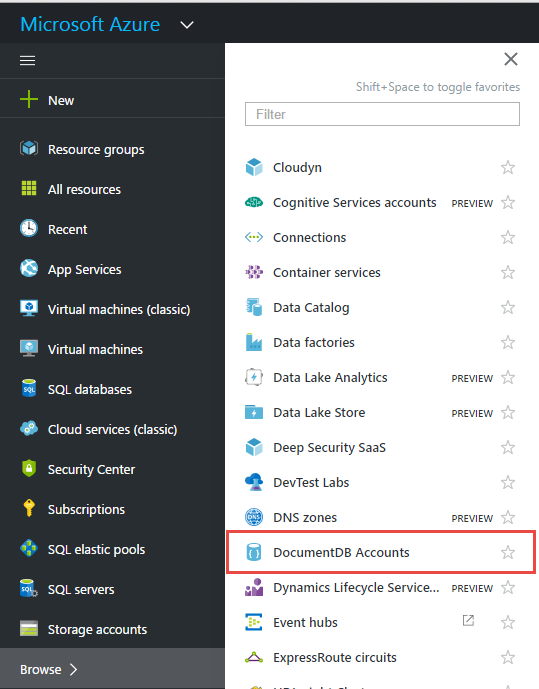 Microsoft Azure
New
Resource groups
All resources
Recent
App Services
Virtual machines (classic)
Virtual machines
SQL databases
Cloud services (classic)
Security Center
Subscriptions
SQL elastic pools
SQL servers
Storage accounts
Browse
Shift+Space to toggle favorites
Filter
Cloudyn
Cognitive Services accounts PREVIEW
Connections
Container services
Data Catalog
Data factories
Data Lake Analytics PREVIEW
Data Lake Store PREVIEW
Deep Security SaaS
DevTest Labs
DNS
DNS zones PREVIEW
DocumentDB Accounts
Dynamics Lifecycle Service... PREVIEW
Event hubs
ExpressRoute circuits